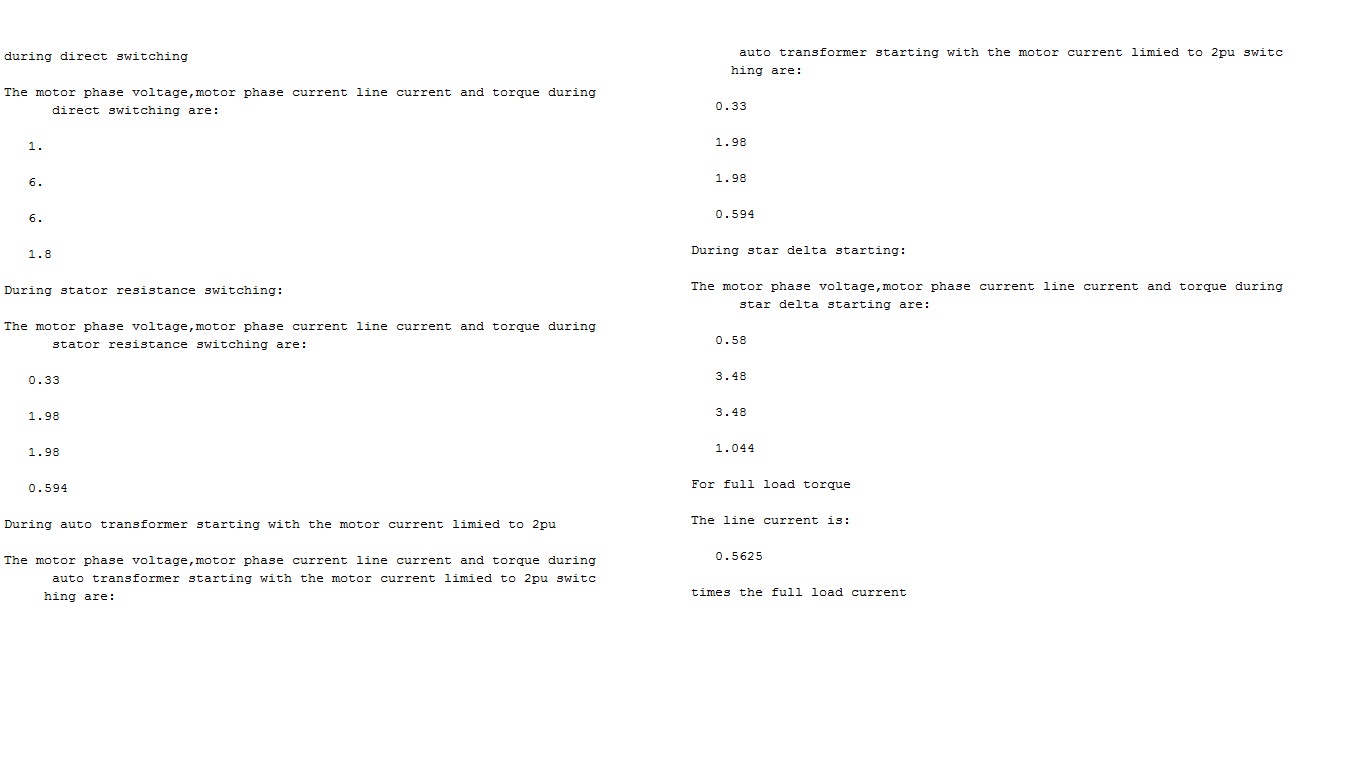 during direct switching
The motor phase voltage,motor phase current line current and torque during
direct switching are:
1.
6.
6.
1.8
During stator resistance switching:
The motor phase voltage,motor phase current line current and torque during
stator resistance switching are:
0.33
1.98
1.98
0.594
During auto transformer starting with the motor current limied to 2pu
The motor phase voltage,motor phase current line current and torque during
auto transformer starting with the motor current limied to 2pu switc
hing are:
auto transformer starting with the motor current limied to 2pu switc
hing are:
0.33
1.98
1.98
0.594
During star delta starting:
The motor phase voltage,motor phase current line current and torque during
star delta starting are:
0.58
3.48
3.48
1.044
For full load torque
The line current is:
0.5625
times the full load current